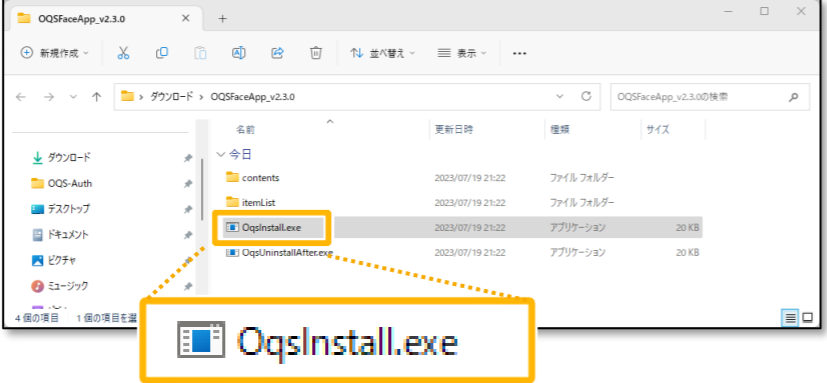 OQSFaceApp_v2.3.0
新規作成
並べ替え
表示
ダウンロード
OQSFaceApp_v2.3.0
OQSFaceApp_v2.3.0の検索
名前
更新日時
種類
サイズ
ダウンロード
OQS-Auth
デスクトップ
ドキュメント
ピクチャ
ミュージック
今日
contents
2023/07/19 21:22
ファイル フォルダー
itemList
2023/07/19 21:22
ファイル フォルダー
OqsInstall.exe
2023/07/19 21:22
アプリケーション
20 KB
OqsUninstallAfter.exe
2023/07/19 21:22
アプリケーション
20 KB
4 個の項目
1 個の項目を選
OqsInstall.exe